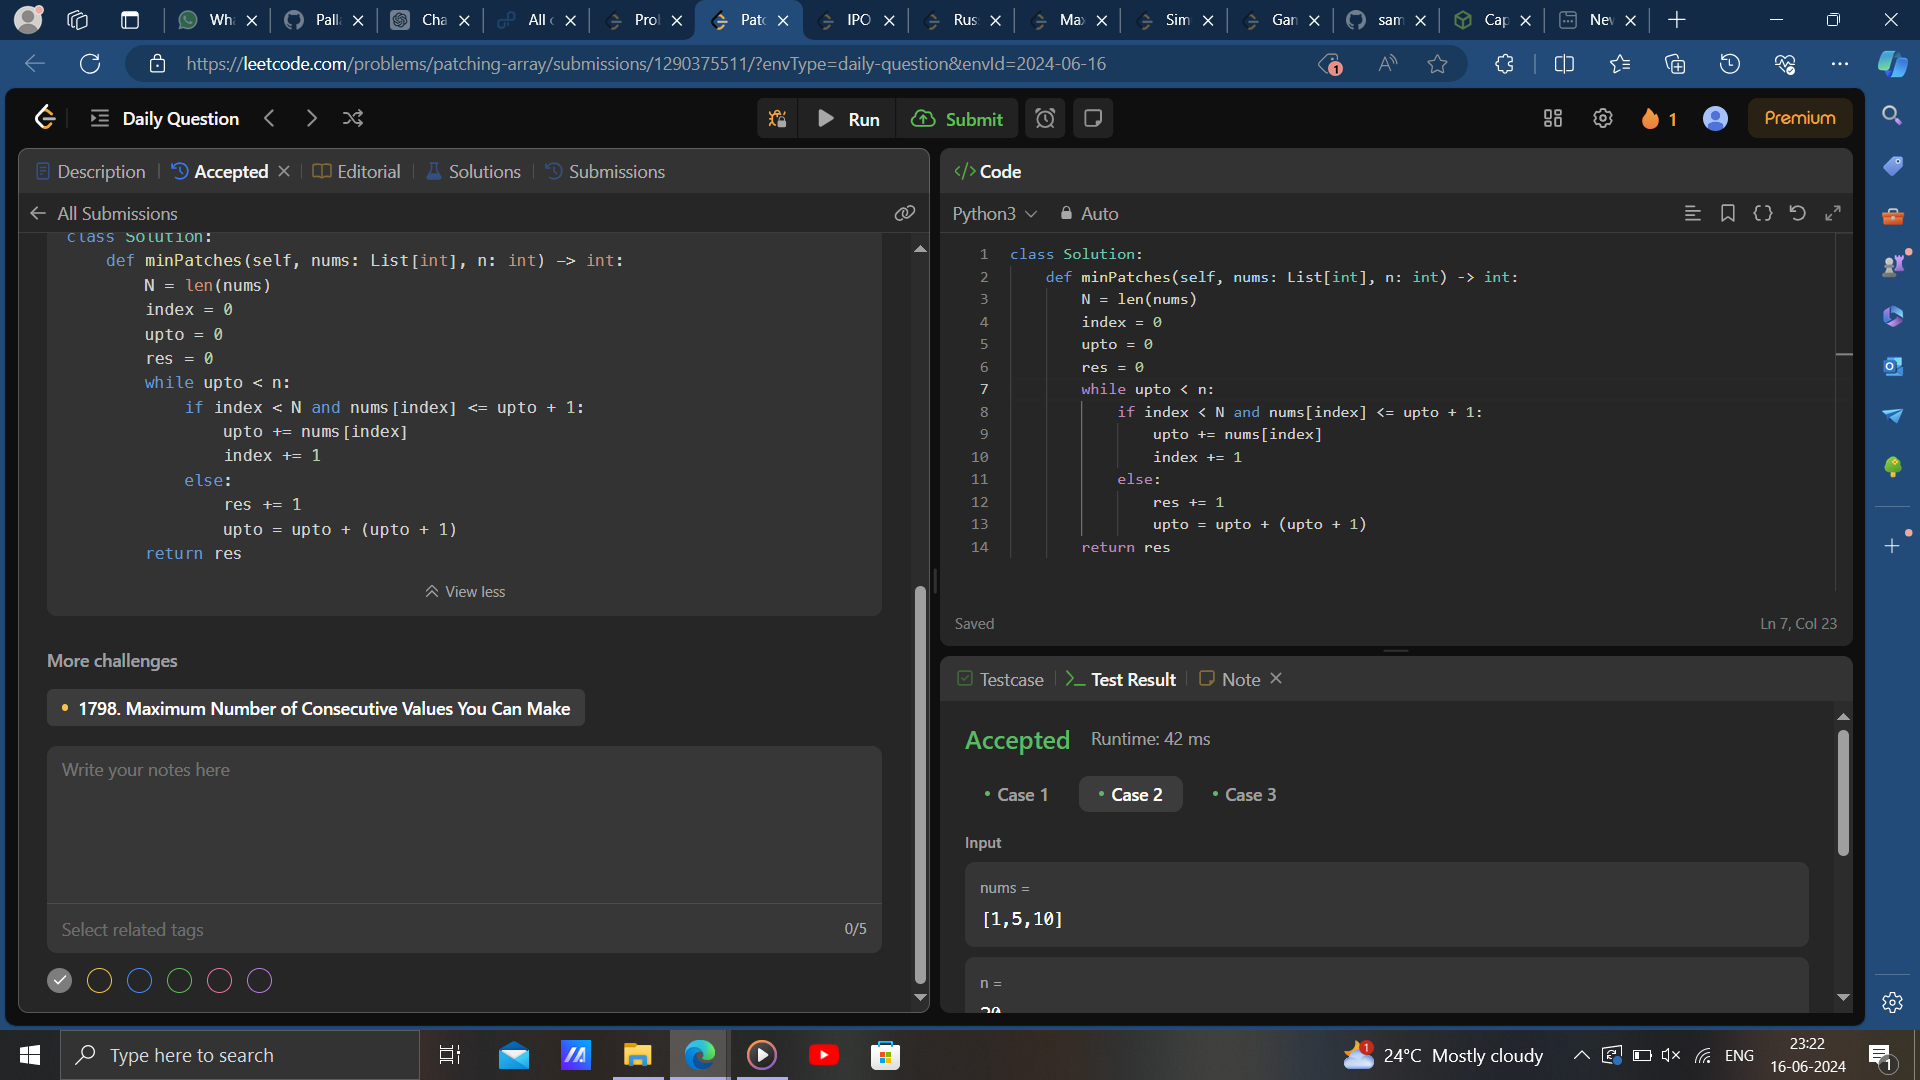 Wha
Palla
Cha
All c
Prob
Patc
IPO
Rus
Max
Sim
Gam
sam
Cap
New
https://leetcode.com/problems/patching-array/submissions/1290375511/?envType=daily-question&envId=2024-06-16
1
Daily Question
Run
Submit
1
Premium
Description
Accepted
Editorial
Solutions
Submissions
All Submissions
class Solution:
def minPatches(self, nums: List[int], n: int) -> int:
N = len(nums)
index = 0
upto = 0
res = 0
while upto < n:
if index < N and nums[index] <= upto + 1:
upto += nums[index]
index += 1
else:
res += 1
upto = upto + (upto + 1)
return res
View less
More challenges
1798. Maximum Number of Consecutive Values You Can Make
Write your notes here
Select related tags
0/5
</> Code
Python3
Auto
1 class Solution:
2 def minPatches(self, nums: List[int], n: int) -> int:
3 N = len(nums)
4 index = 0
5 upto = 0
6 res = 0
7 while upto < n:
8 if index < N and nums[index] <= upto + 1:
9 upto += nums[index]
10 index += 1
11 else:
12 res += 1
13 upto = upto + (upto + 1)
14 return res
Saved
Ln 7, Col 23
Testcase
Test Result
Note
Accepted
Runtime: 42 ms
Case 1
Case 2
Case 3
Input
nums =
[1,5,10]
n =
20
Type here to search
1
24°C Mostly cloudy
ENG
23:22
16-06-2024
1